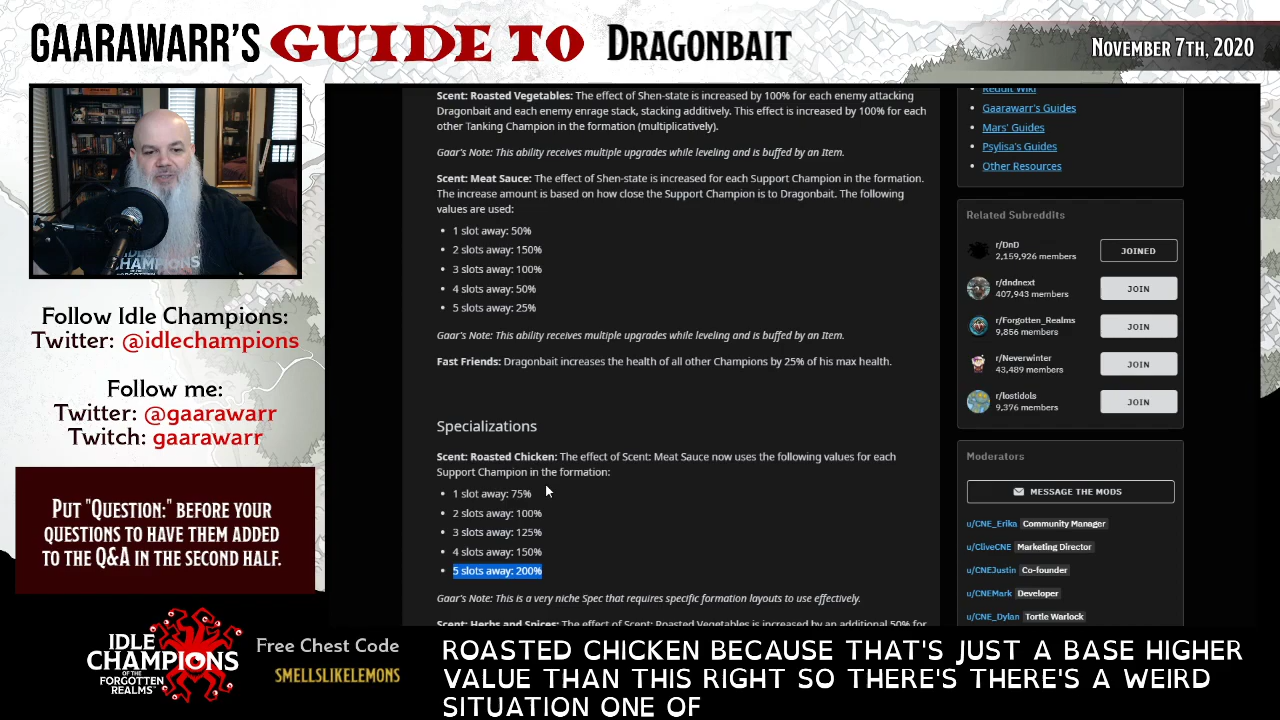 GAARAWARR'S GUIDE TO DRAGONBAIT
NOVEMBER 7TH, 2020
Follow Idle Champions:
Twitter: @idlechampions
Follow me:
Twitter: @gaarawarr
Twitch: gaarawarr
PUT "QUESTION:" BEFORE YOUR
QUESTIONS TO HAVE THEM ADDED
TO THE Q&A IN THE SECOND HALF.
IDLE
CHAMPIONS
OF THE
FORGOTTEN
REALMS
Free Chest Code
SMELLSLIKELEMONS
Scent: Roasted Vegetables: The effect of Shen-state is increased by 100% for each enemy attacking
Dragonbait and each enemy enrage stack, stacking additively. This effect is increased by 100% for each
other Tanking Champion in the formation (multiplicatively).
Gaar's Note: This ability receives multiple upgrades while leveling and is buffed by an Item.
Scent: Meat Sauce: The effect of Shen-state is increased for each Support Champion in the formation.
The increase amount is based on how close the Support Champion is to Dragonbait. The following
values are used:
• 1 slot away: 50%
• 2 slots away: 150%
• 3 slots away: 100%
• 4 slots away: 50%
• 5 slots away: 25%
Gaar's Note: This ability receives multiple upgrades while leveling and is buffed by an Item.
Fast Friends: Dragonbait increases the health of all other Champions by 25% of his max health.
Specializations
Scent: Roasted Chicken: The effect of Scent: Meat Sauce now uses the following values for each
Support Champion in the formation:
• 1 slot away: 75%
• 2 slots away: 100%
• 3 slots away: 125%
• 4 slots away: 150%
• 5 slots away: 200%
Gaar's Note: This is a very niche Spec that requires specific formation layouts to use effectively.
Scent: Herbs and Spices: The effect of Scent: Roasted Vegetables is increased by an additional 50% for
• Reddit Wiki
• Gaarawarr's Guides
• Mars' Guides
• Psylisa's Guides
• Other Resources
Related Subreddits
r/DnD
2,159,926 members
JOINED
r/dndnext
407,943 members
JOIN
r/Forgotten_Realms
9,856 members
JOIN
r/Neverwinter
43,489 members
JOIN
r/lostidols
9,376 members
JOIN
Moderators
MESSAGE THE MODS
u/CNE_Erika Community Manager
u/CliveCNE Marketing Director
u/CNEJustin Co-founder
u/CNEMark Developer
u/CNE_Dylan Tortle Warlock
ROASTED CHICKEN BECAUSE THAT'S JUST A BASE HIGHER
VALUE THAN THIS RIGHT SO THERE'S THERE'S A WEIRD
SITUATION ONE OF